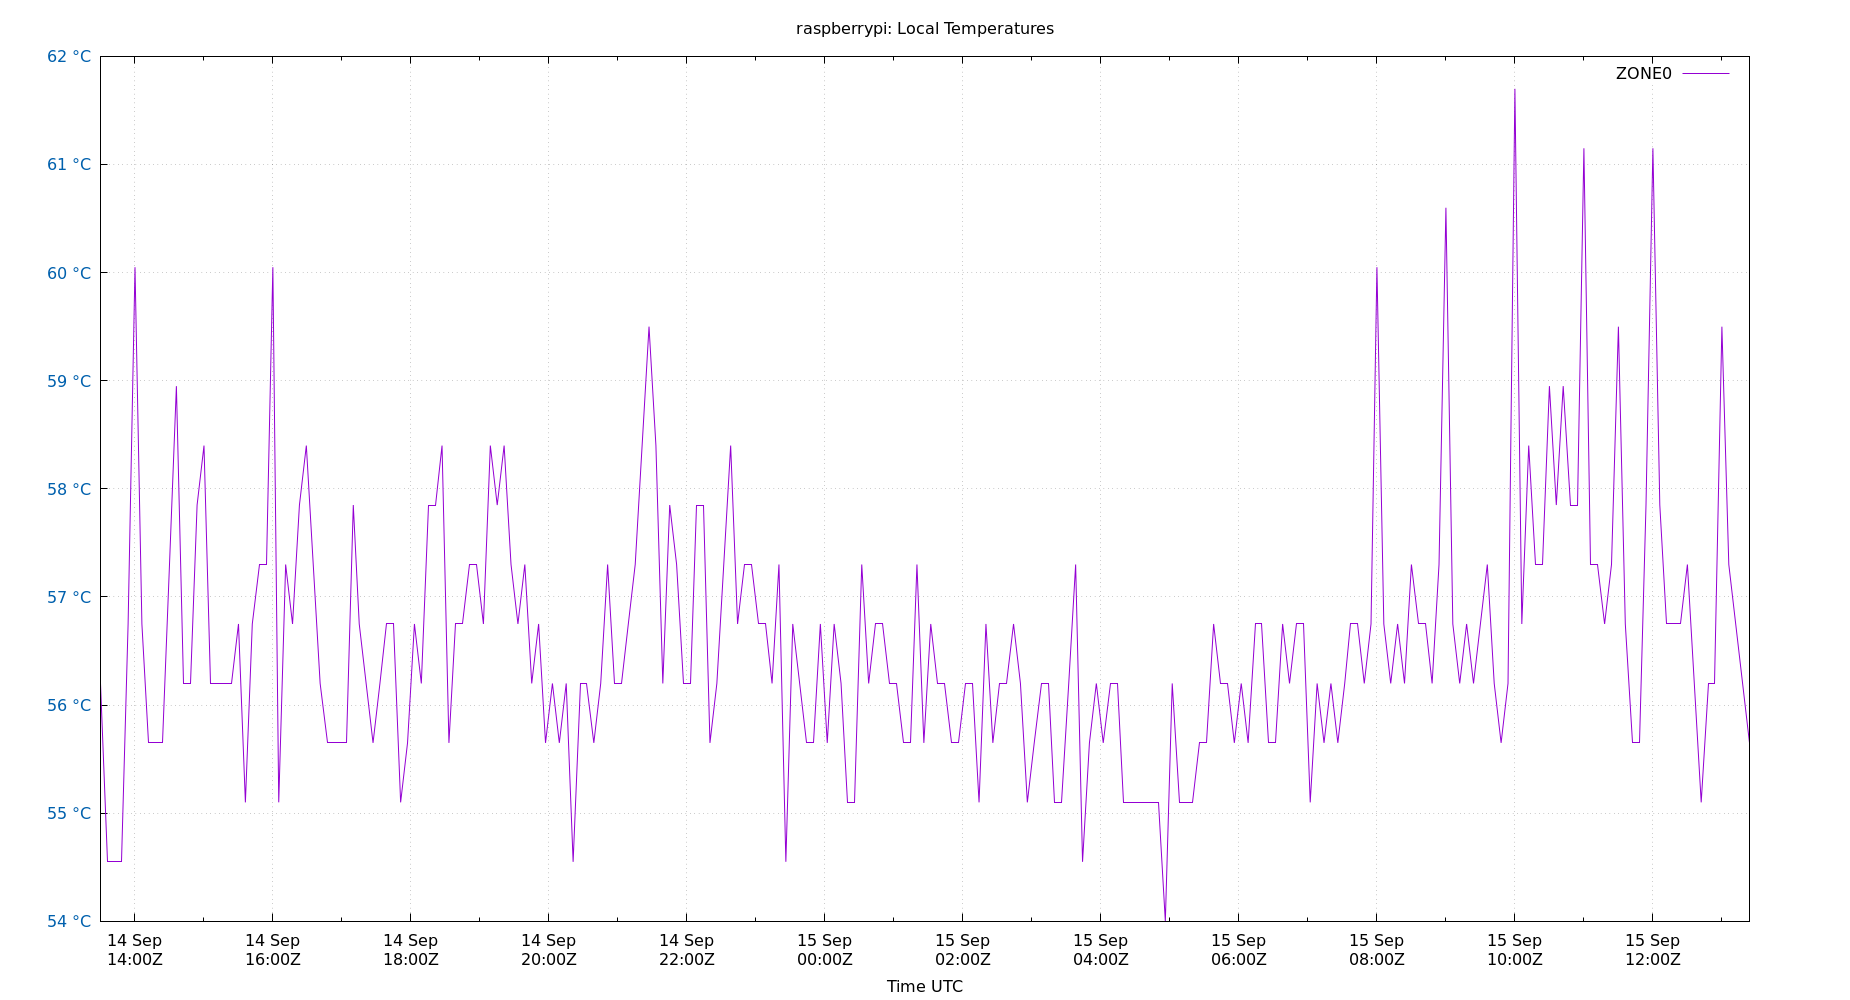 raspberrypi: Local Temperatures
ZONE0
62 °C
61 °C
60 °C
59 °C
58 °C
57 °C
56 °C
55 °C
54 °C
14 Sep 14 Sep 14 Sep 14 Sep 14 Sep 15 Sep 15 Sep 15 Sep 15 Sep 15 Sep 15 Sep 15 Sep
14:00Z 16:00Z 18:00Z 20:00Z 22:00Z 00:00Z 02:00Z 04:00Z 06:00Z 08:00Z 10:00Z 12:00Z
Time UTC